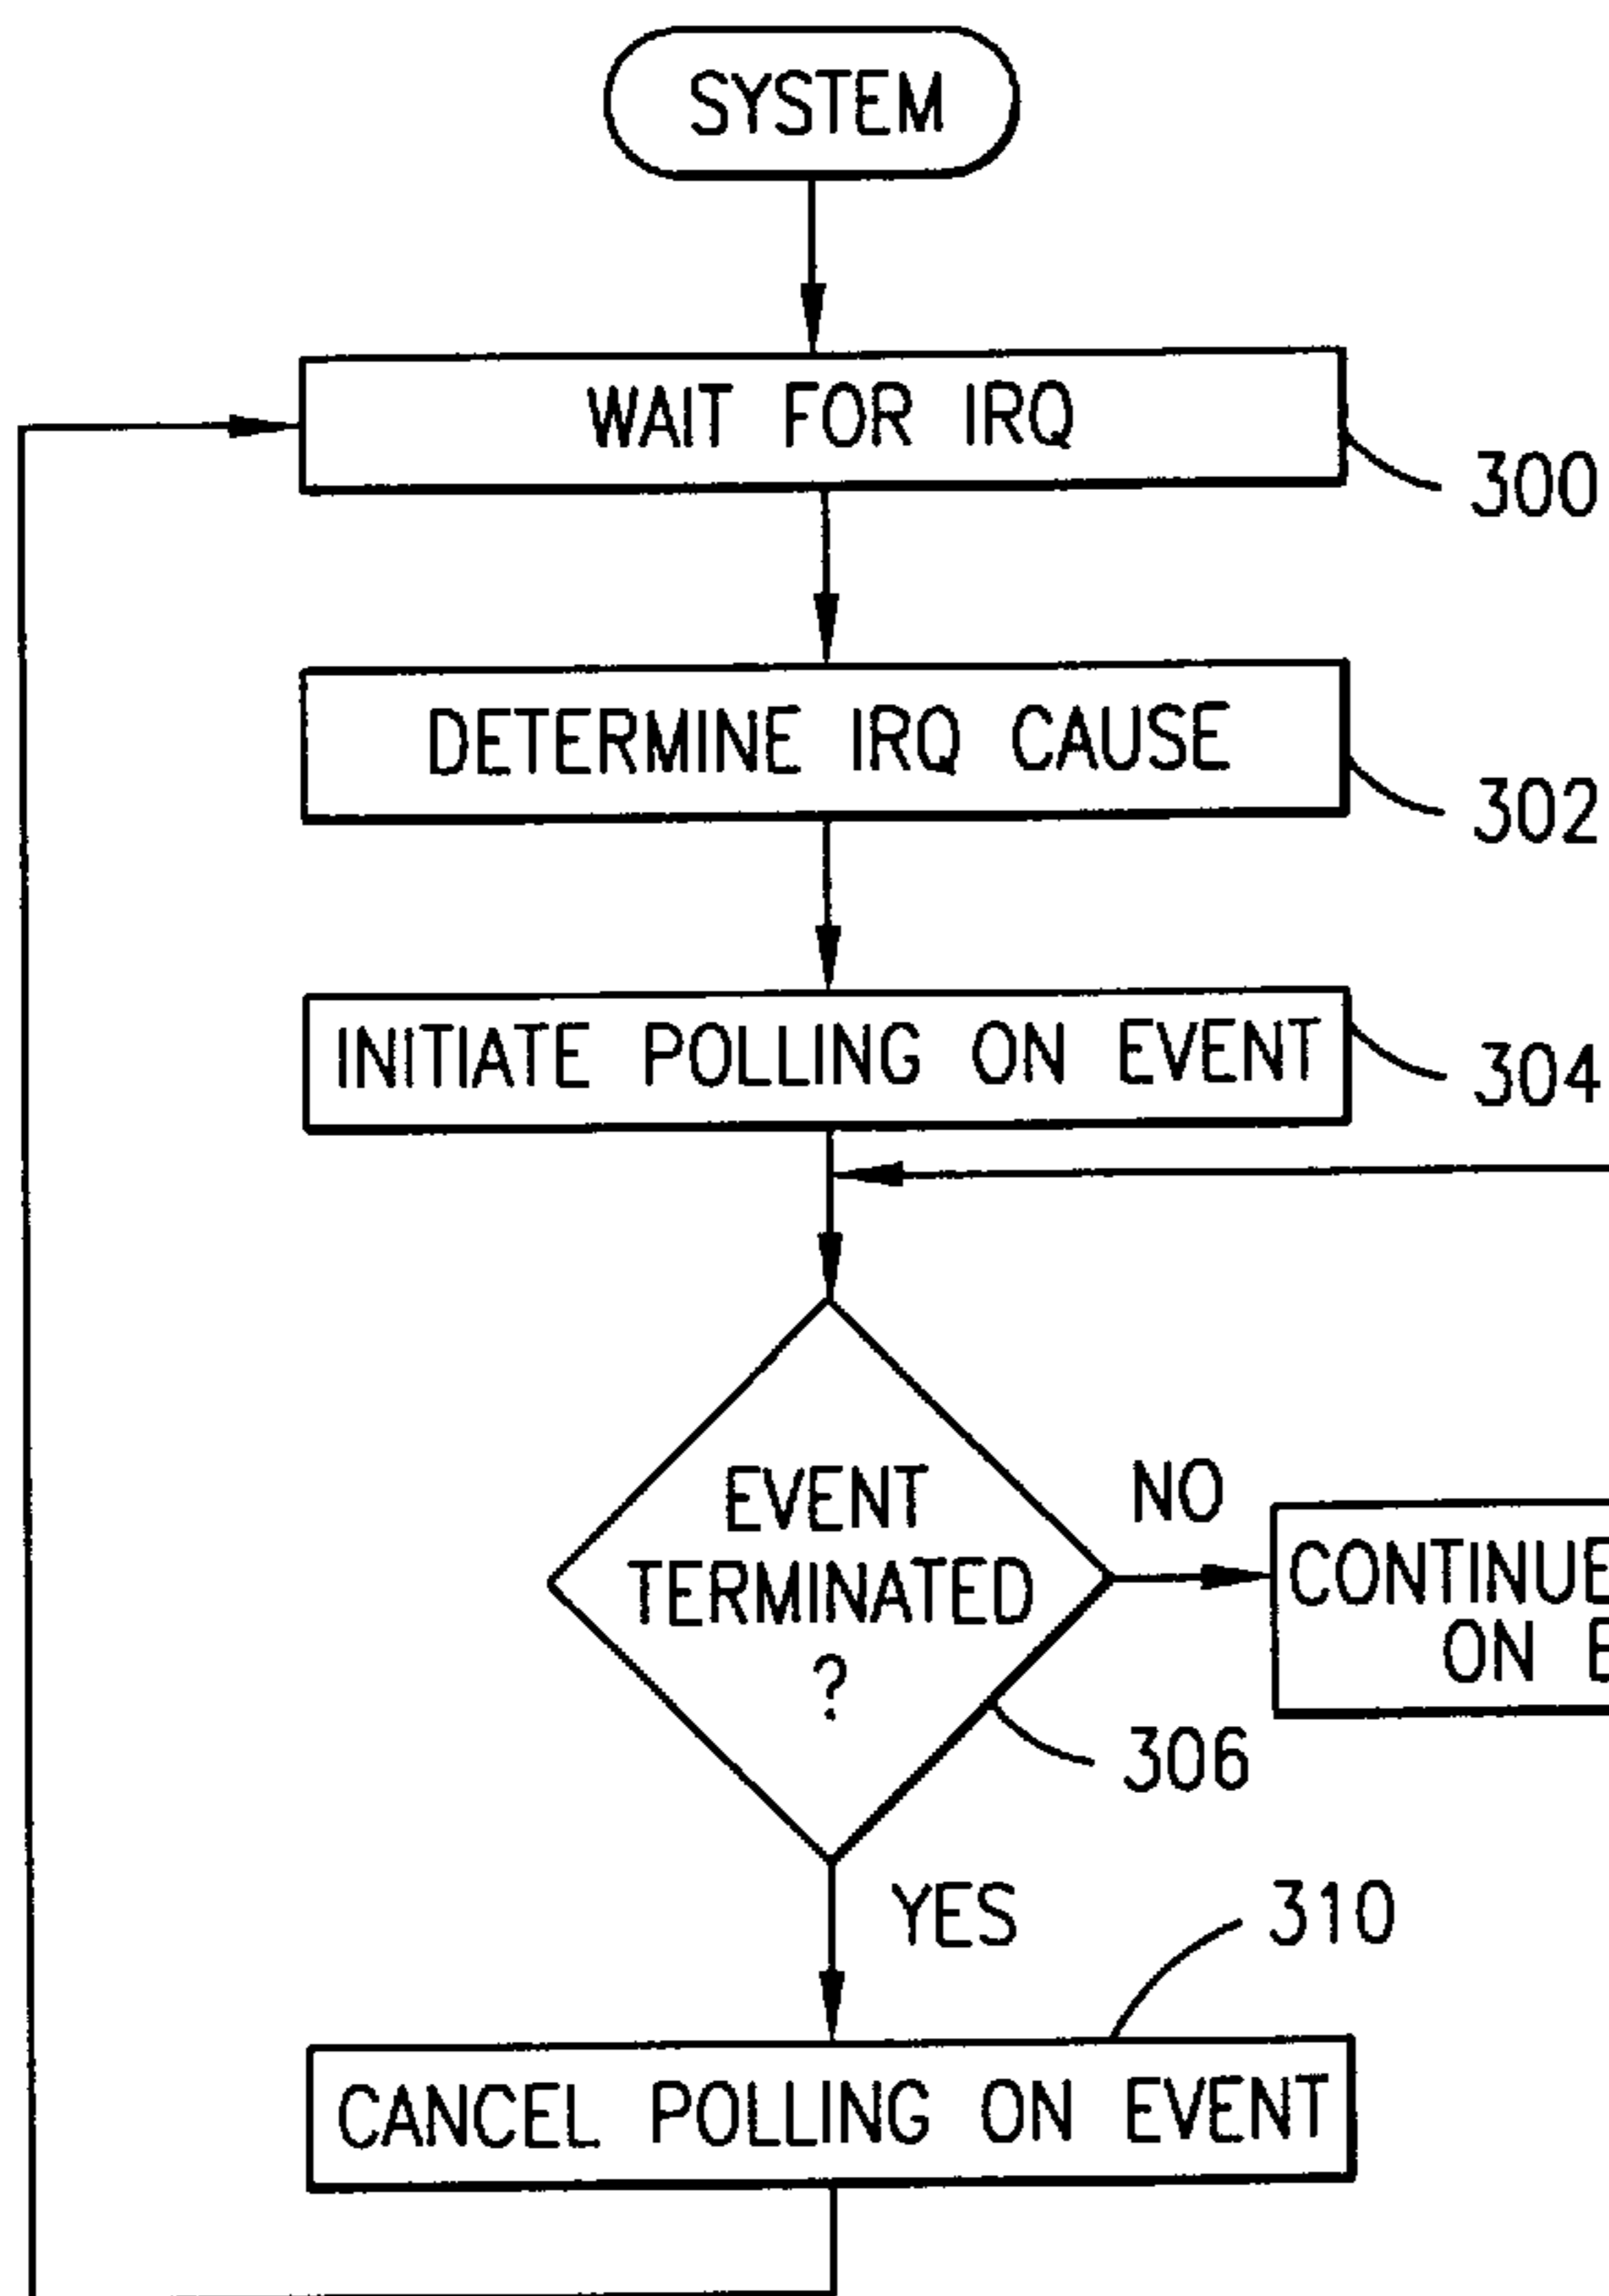 SYSTEM
WAIT FOR IRQ
300
DETERMINE IRQ CAUSE
302
INITIATE POLLING ON EVENT
304
EVENT
TERMINATED
?
NO
CONTINUE
ON
306
YES
310
CANCEL POLLING ON EVENT